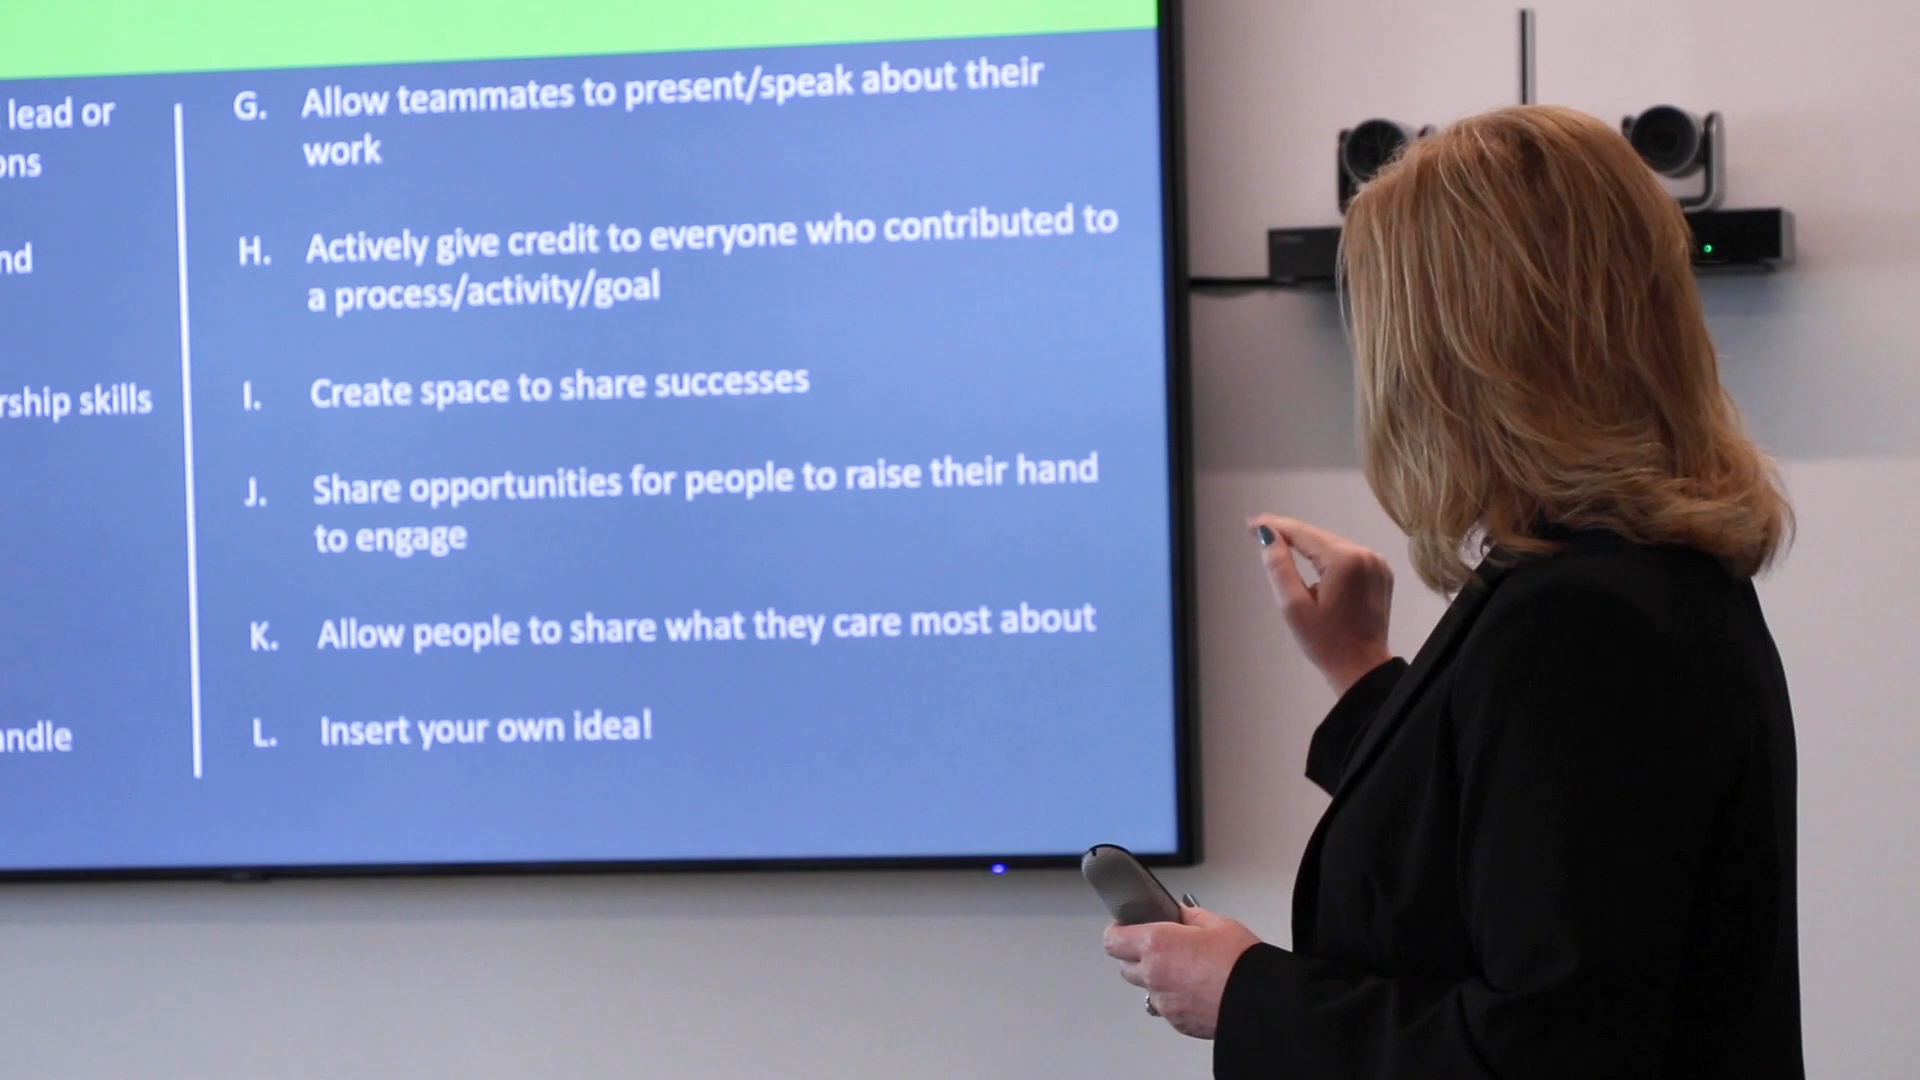 lead or
ons
nd
rship skills
andle
G. Allow teammates to present/speak about their
work
H. Actively give credit to everyone who contributed to
a process/activity/goal
I. Create space to share successes
J. Share opportunities for people to raise their hand
to engage
K. Allow people to share what they care most about
L. Insert your own idea!